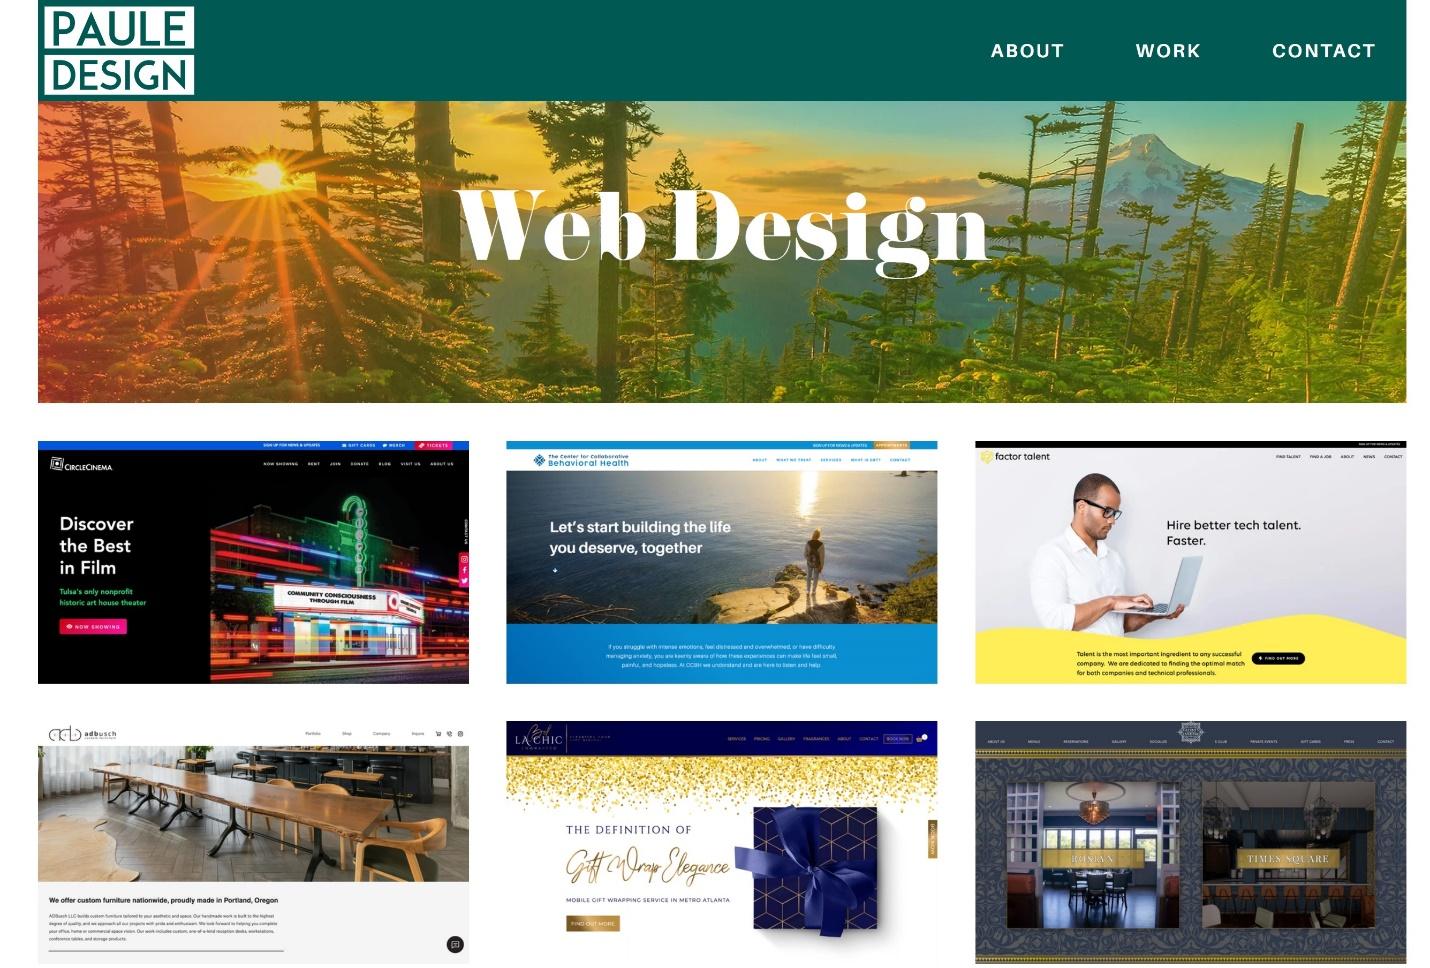 PAULE
DESIGN
ABOUT
WORK
CONTACT
Web Design
SIGN UP FOR NEWS & UPDATES
GIFT CARDS
MERCH
TICKETS
CIRCLECINEMA
NOW SHOWING
RENT
JOIN
DONATE
BLOG
VISIT US
ABOUT US
Discover
the Best
in Film
Tulsa's only nonprofit
historic art house theater
NOW SHOWING
COMMUNITY CONSCIOUSNESS
THROUGH FILM
SIGN UP FOR NEWS & UPDATES
APPOINTMENTS
The Center for Collaborative
Behavioral Health
ABOUT
WHAT WE TREAT
SERVICES
WHAT IS DBT?
CONTACT
Let's start building the life
you deserve, together
If you struggle with intense emotions, feel distressed and overwhelmed, or have difficulty
managing anxiety, you are keenly aware of how these experiences can make life feel small,
painful, and hopeless. At CCBH we understand and are here to listen and help.
SIGN UP FOR NEWS & UPDATES
factor talent
FIND TALENT
FIND A JOB
ABOUT
NEWS
CONTACT
Hire better tech talent.
Faster.
Talent is the most important ingredient to any successful
company. We are dedicated to finding the optimal match
for both companies and technical professionals.
FIND OUT MORE
adb
adbusch
Portfolio
Shop
Company
Inquire
We offer custom furniture nationwide, proudly made in Portland, Oregon
ADBusch LLC builds custom furniture tailored to your aesthetic and space. Our handmade work is built to the highest
degree of quality, and we approach all our projects with pride and enthusiasm. We look forward to helping you complete
your office, home or commercial space vision. Our work includes custom, one-of-a-kind reception desks, workstations,
conference tables, and storage products.
LA CHIC
SERVICES
PRICING
GALLERY
FRAGRANCES
ABOUT
CONTACT
BOOK NOW
THE DEFINITION OF
Gift Wrap Elegance
MOBILE GIFT WRAPPING SERVICE IN METRO ATLANTA
FIND OUT MORE
BOOK NOW
ABOUT US
MENUS
RESERVATIONS
GALLERY
SOCIALIZE
E-CLUB
PRIVATE EVENTS
GIFT CARDS
PRESS
CONTACT
ROSLYN
TIMES SQUARE